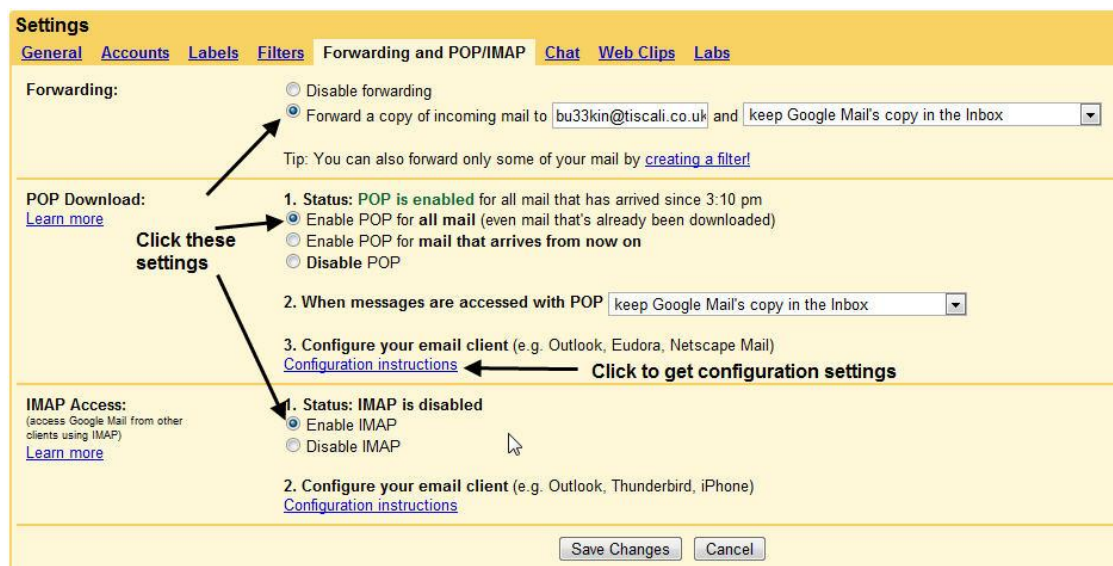 Settings
General Accounts Labels Filters Forwarding and POP/IMAP Chat Web Clips Labs
Forwarding:
Disable forwarding
Forward a copy of incoming mail to bu33kin@tiscali.co.uk and keep Google Mail's copy in the Inbox
Tip: You can also forward only some of your mail by creating a filter!
POP Download:
Learn more
1. Status: POP is enabled for all mail that has arrived since 3:10 pm
Enable POP for all mail (even mail that's already been downloaded)
Enable POP for mail that arrives from now on
Disable POP
Click these
settings
2. When messages are accessed with POP keep Google Mail's copy in the Inbox
3. Configure your email client (e.g. Outlook, Eudora, Netscape Mail)
Configuration instructions
Click to get configuration settings
IMAP Access:
(access Google Mail from other
clients using IMAP)
Learn more
1. Status: IMAP is disabled
Enable IMAP
Disable IMAP
2. Configure your email client (e.g. Outlook, Thunderbird, iPhone)
Configuration instructions
Save Changes Cancel